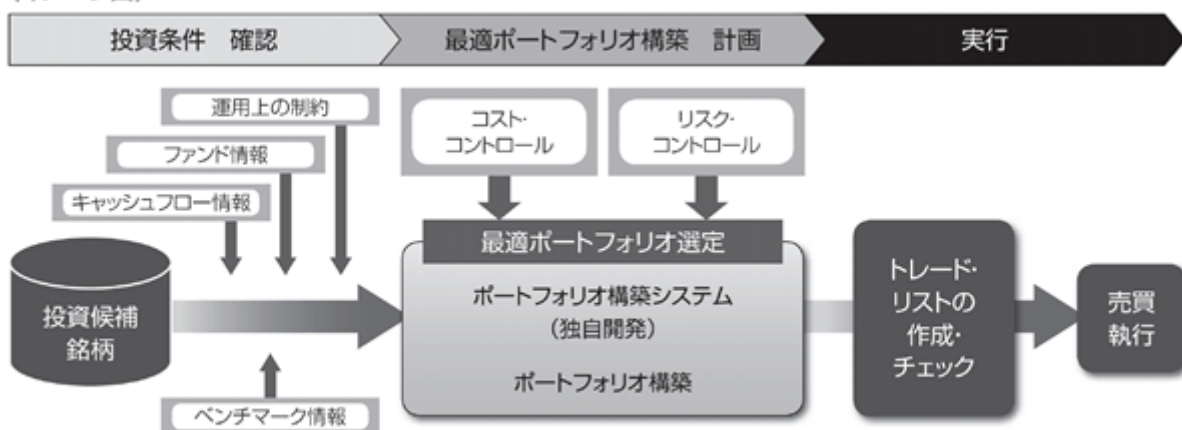 投資条件 確認
最適ポートフォリオ構築 計画
実行
運用上の制約
ファンド情報
キャッシュフロー情報
コスト・
コントロール
リスク・
コントロール
投資候補
銘柄
ベンチマーク情報
最適ポートフォリオ選定
ポートフォリオ構築システム
（独自開発）
ポートフォリオ構築
トレード・
リストの
作成・
チェック
売買
執行